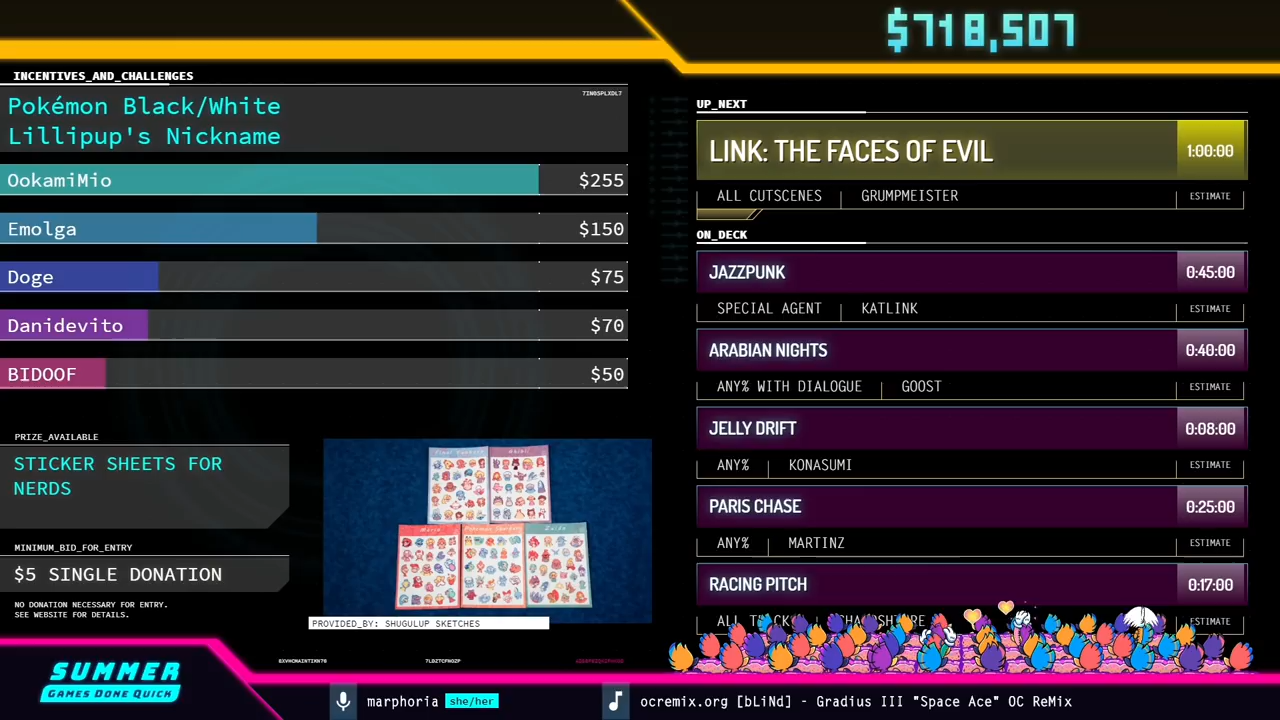 $718,507
INCENTIVES_AND_CHALLENGES
7INGSPLXDL7
Pokémon Black/White
Lillipup's Nickname
OokamiMio $255
Emolga $150
Doge $75
Danidevito $70
BIDOOF $50
PRIZE_AVAILABLE
STICKER SHEETS FOR
NERDS
MINIMUM_BID_FOR_ENTRY
$5 SINGLE DONATION
NO DONATION NECESSARY FOR ENTRY.
SEE WEBSITE FOR DETAILS.
PROVIDED_BY: SHUGULUP SKETCHES
UP_NEXT
LINK: THE FACES OF EVIL 1:00:00
ALL CUTSCENES GRUMPMEISTER ESTIMATE
ON_DECK
JAZZPUNK 0:45:00
SPECIAL AGENT KATLINK ESTIMATE
ARABIAN NIGHTS 0:40:00
ANY% WITH DIALOGUE GOOST ESTIMATE
JELLY DRIFT 0:08:00
ANY% KONASUMI ESTIMATE
PARIS CHASE 0:25:00
ANY% MARTINZ ESTIMATE
RACING PITCH 0:17:00
ALL ESTIMATE
SUMMER
GAMES DONE QUICK
marphoria she/her
ocremix.org [bLiNd] - Gradius III "Space Ace" OC ReMix